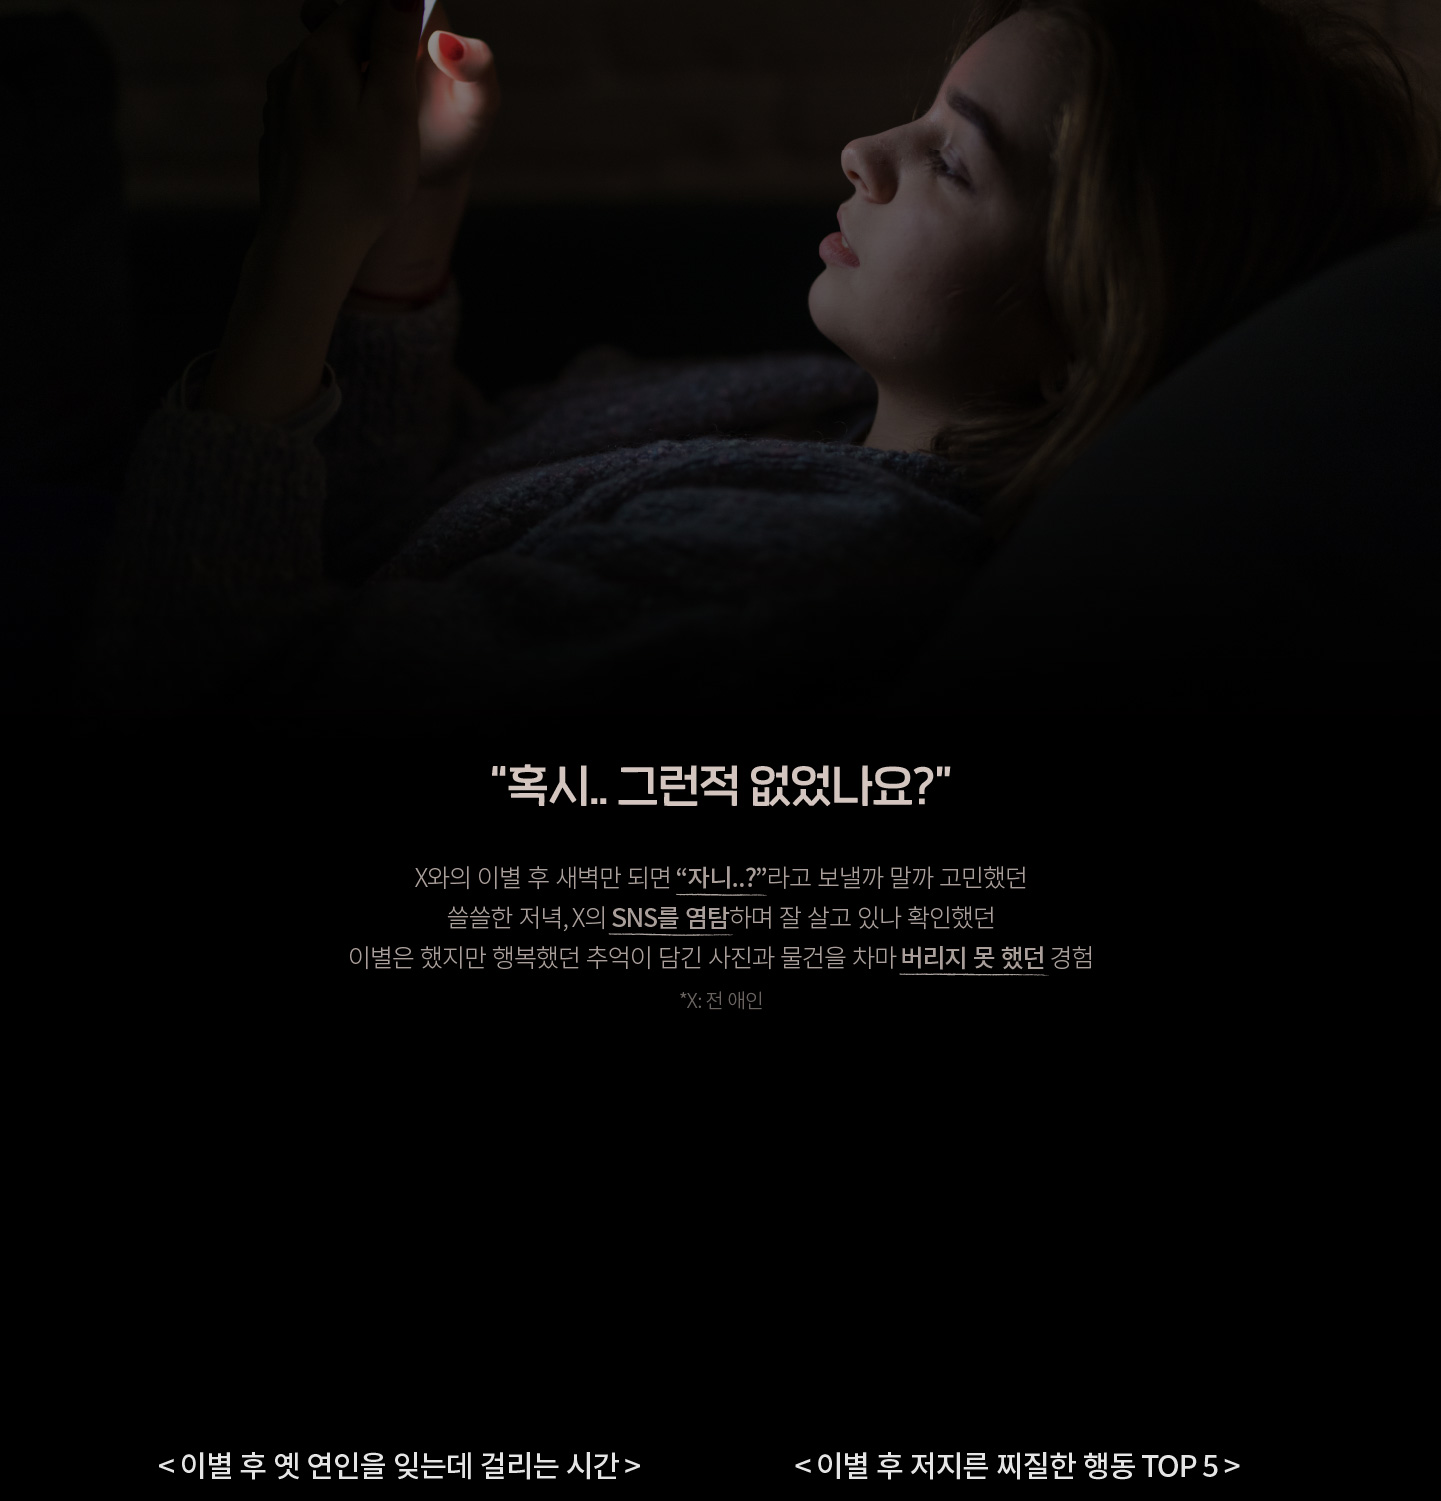 “혹시.. 그런적 없었나요?”
X와의 이별 후 새벽만 되면 “자니..?”라고 보낼까 말까 고민했던
쓸쓸한 저녁, X의 SNS를 염탐하며 잘 살고 있나 확인했던
이별은 했지만 행복했던 추억이 담긴 사진과 물건을 차마 버리지 못 했던 경험
*X: 전 애인
< 이별 후 옛 연인을 잊는데 걸리는 시간 >
< 이별 후 저지른 찌질한 행동 TOP 5 >